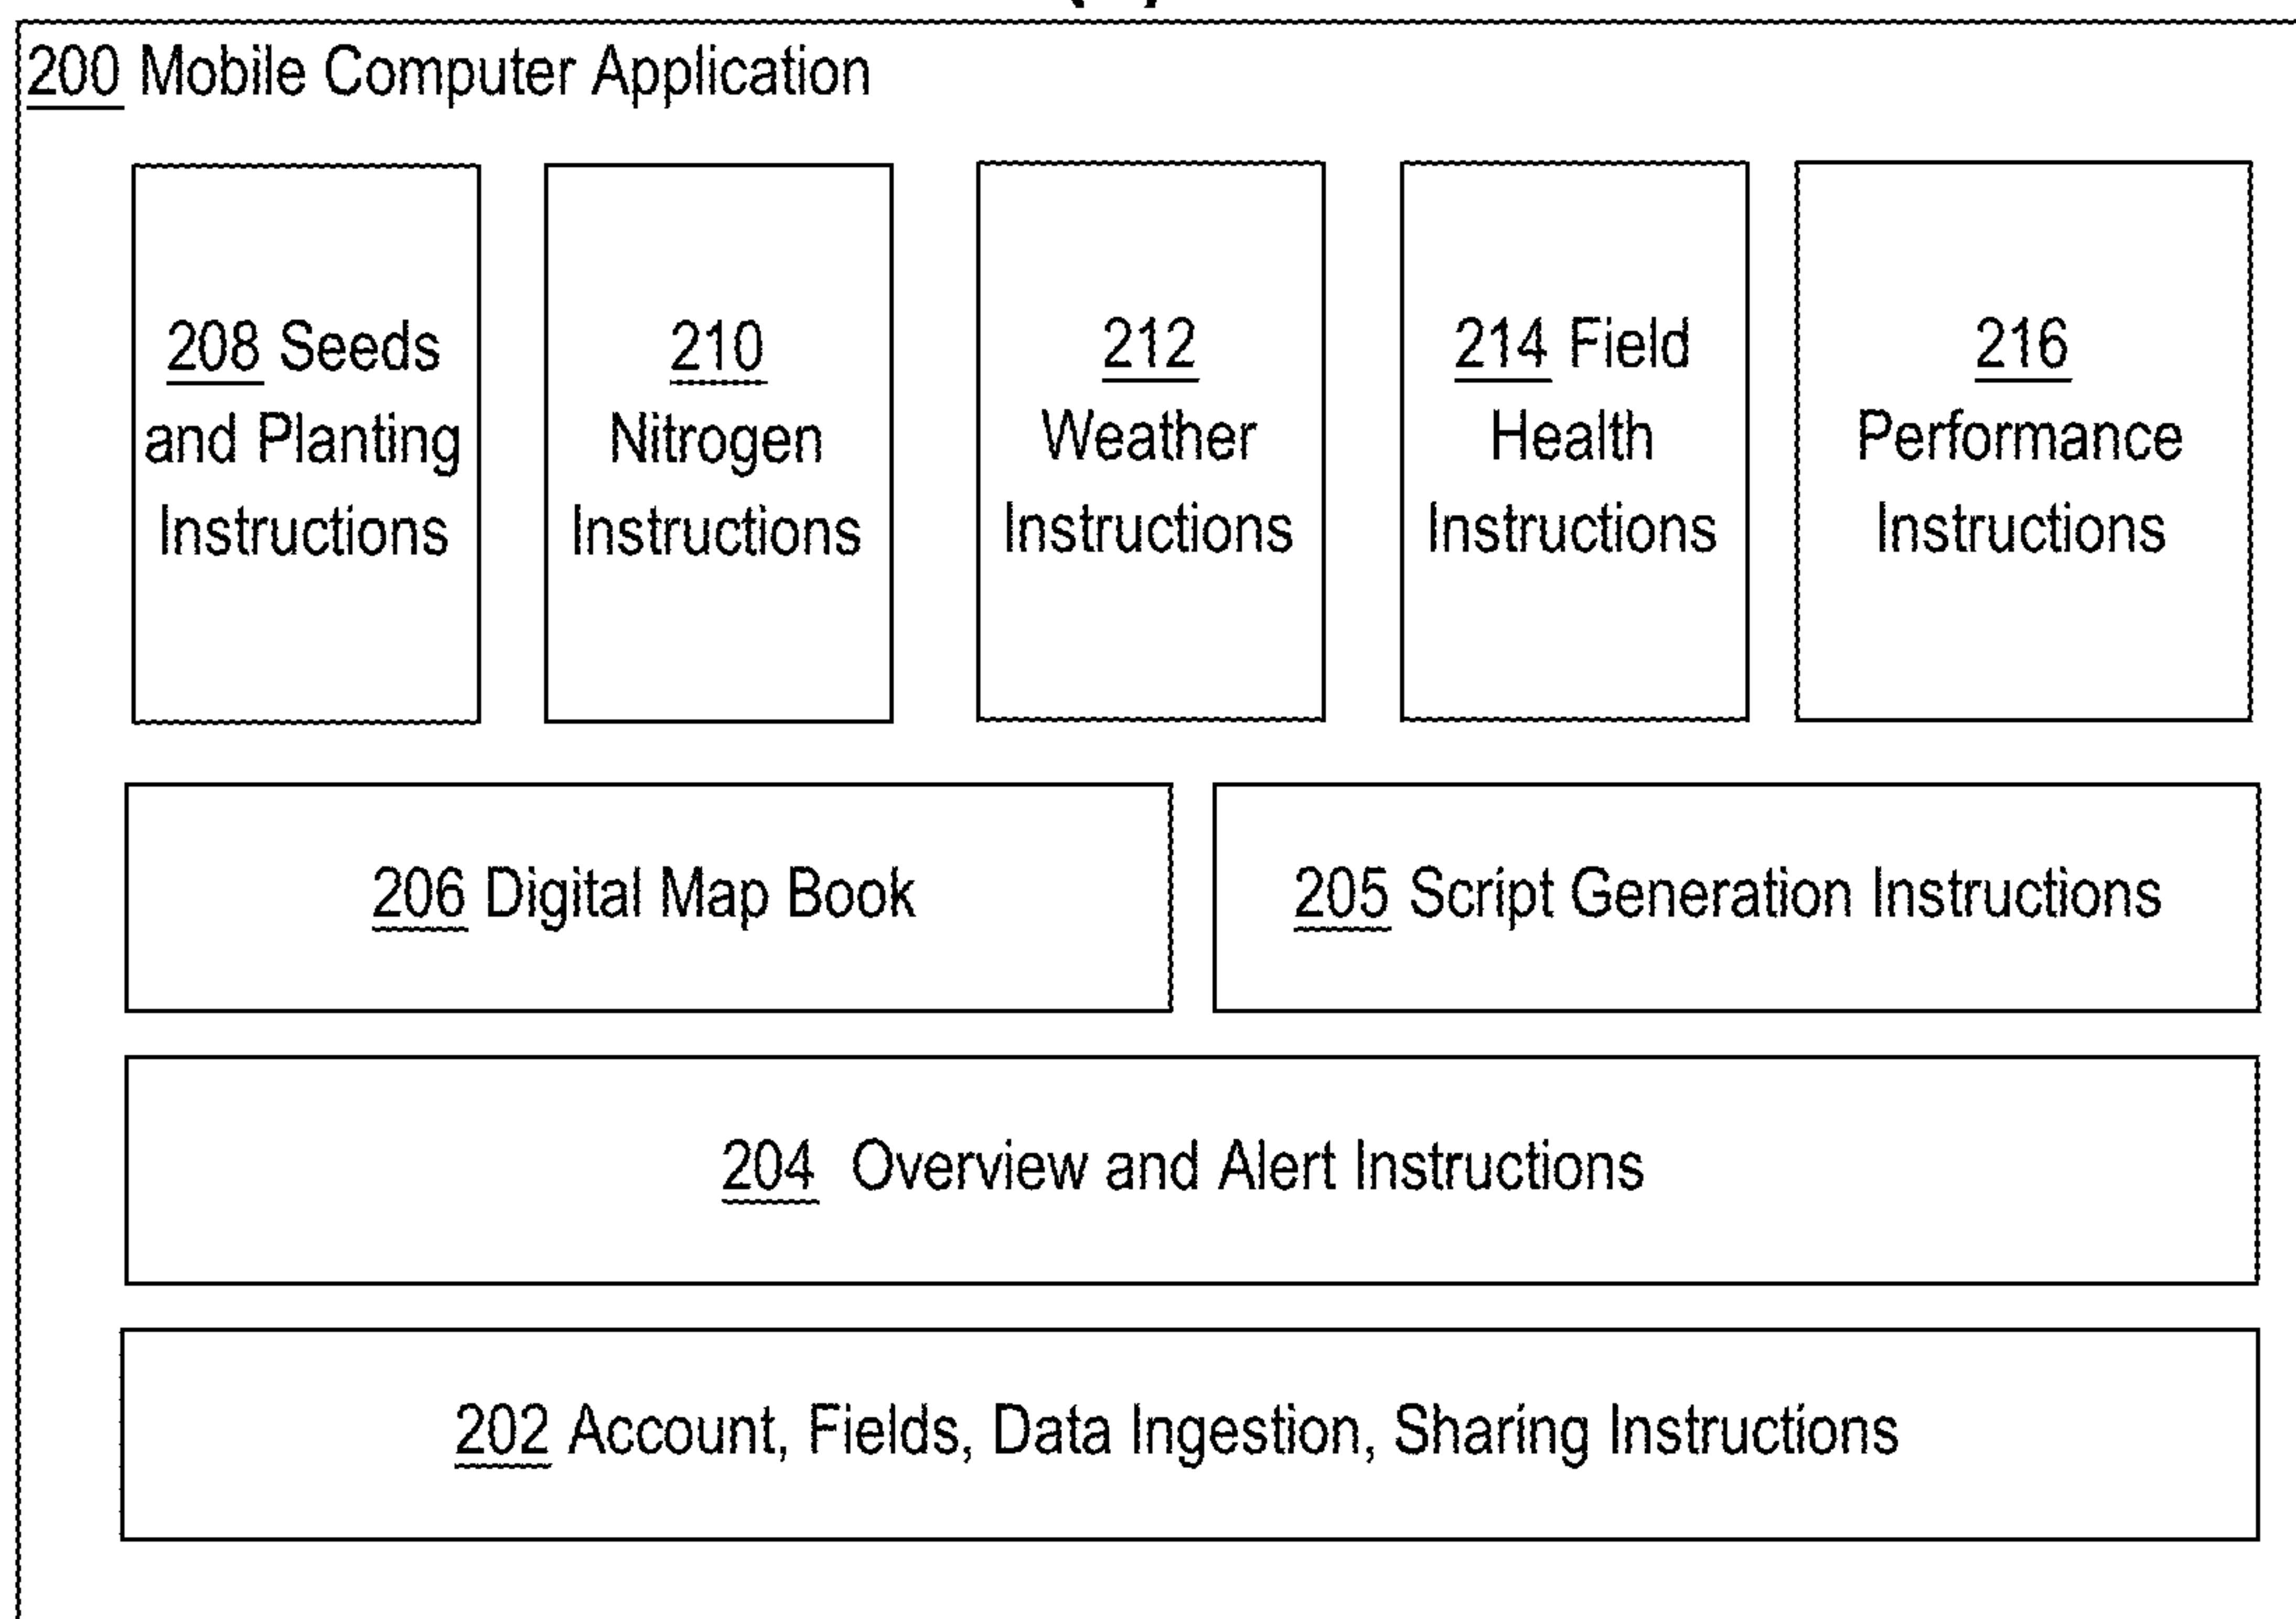 200 Mobile Computer Application
208 Seeds
and Planting
Instructions
210
Nitrogen
Instructions
212
Weather
Instructions
214 Field
Health
Instructions
216
Performance
Instructions
206 Digital Map Book
205 Script Generation Instructions
204 Overview and Alert Instructions
202 Account, Fields, Data Ingestion, Sharing Instructions